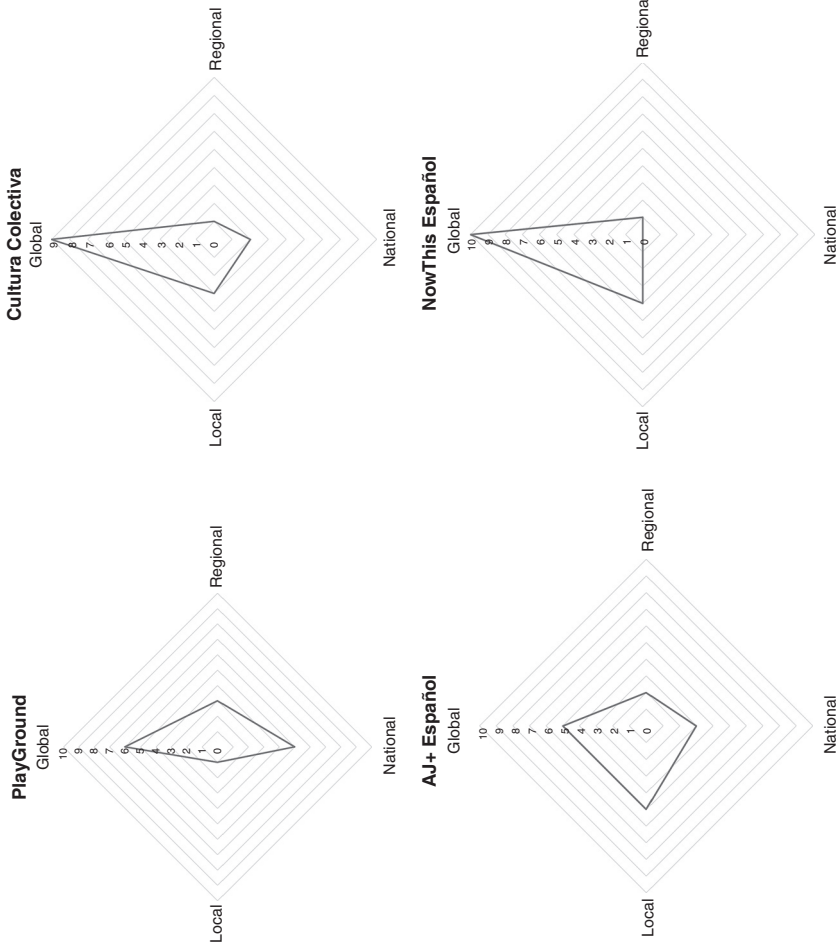 PlayGround
Global
10
9
8
7
6
5
4
3
2
1
0
Local
Regional
National
Cultura Colectiva
Global
9
8
7
6
5
4
3
2
1
0
Local
Regional
National
AJ+ Español
Global
10
9
8
7
6
5
4
3
2
1
0
Local
Regional
National
NowThis Español
Global
10
9
8
7
6
5
4
3
2
1
0
Local
Regional
National